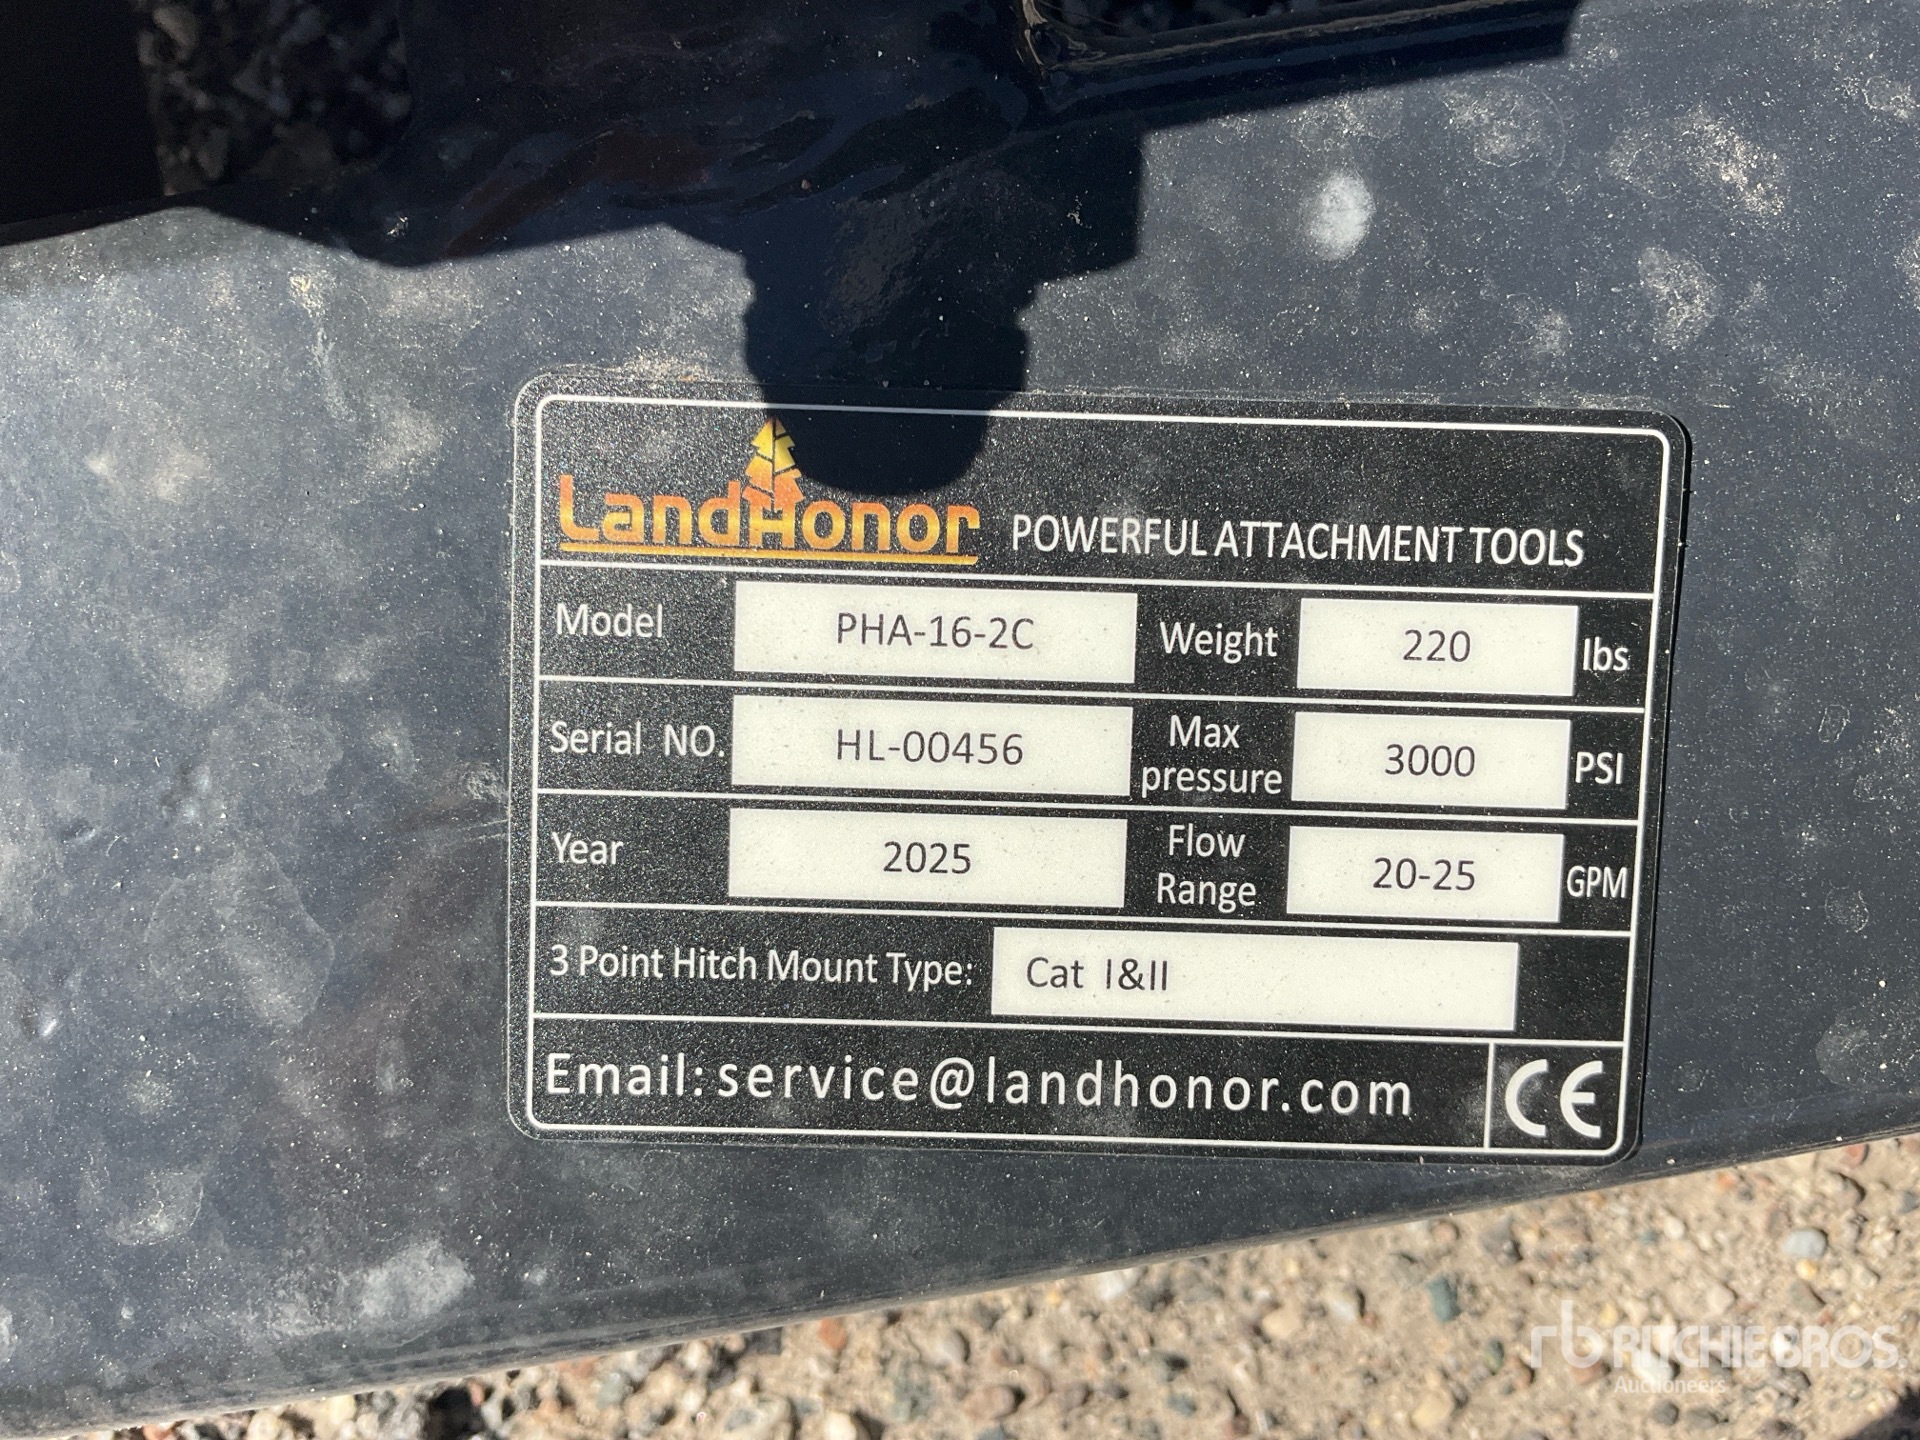 LandHonor POWERFUL ATTACHMENT TOOLS
Model PHA-16-2C Weight 220 lbs
Serial NO. HL-00456 Max pressure 3000 PSI
Year 2025 Flow Range 20-25 GPM
3 Point Hitch Mount Type: Cat I&II
Email: service@landhonor.com CE
rb RITCHIE BROS.
Auctioneers